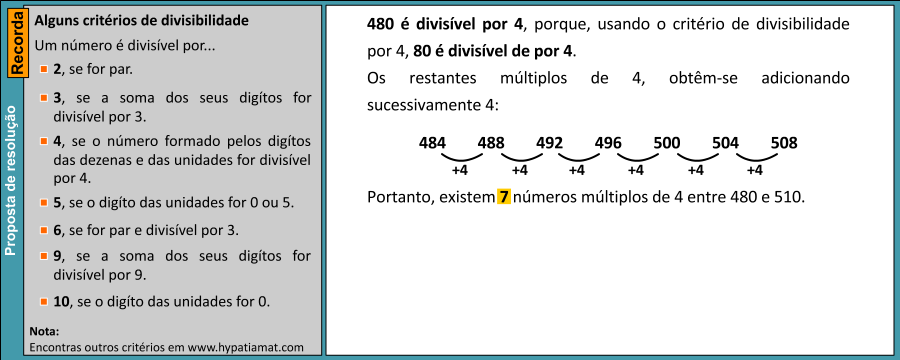 Recorda
Proposta de resolução
Alguns critérios de divisibilidade
Um número é divisível por...
2, se for par.
3, se a soma dos seus digítos for
divisível por 3.
4, se o número formado pelos digítos
das dezenas e das unidades for divisível
por 4.
5, se o digíto das unidades for 0 ou 5.
6, se for par e divisível por 3.
9, se a soma dos seus digítos for
divisível por 9.
10, se o digíto das unidades for 0.
Nota:
Encontras outros critérios em www.hypatiamat.com
480 é divisível por 4, porque, usando o critério de divisibilidade
por 4, 80 é divisível de por 4.
Os restantes múltiplos de 4, obtêm-se adicionando
sucessivamente 4:
484 488 492 496 500 504 508
+4 +4 +4 +4 +4 +4
Portanto, existem 7 números múltiplos de 4 entre 480 e 510.